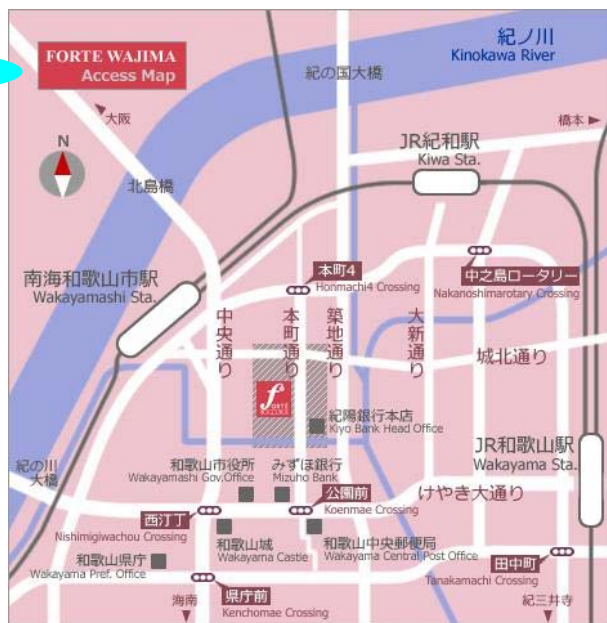 FORTE WAJIMA
Access Map
紀ノ川
Kinokawa River
紀の国大橋
大阪
橋本
N
JR紀和駅
Kiwa Sta.
北島橋
南海和歌山市駅
Wakayamashi Sta.
本町4
Honmachi4 Crossing
中之島ロータリー
Nakanoshimarotary Crossing
中央通り
本町通り
築地通り
大新通り
城北通り
f
FORTE
WAJIMA
紀陽銀行本店
Kiyo Bank Head Office
JR和歌山駅
Wakayama Sta.
紀の川
大橋
和歌山市役所
Wakayamashi Gov.Office
みずほ銀行
Mizuho Bank
けやき大通り
西汀丁
Nishimigiwachou Crossing
公園前
Koenmae Crossing
和歌山城
Wakayama Castle
和歌山中央郵便局
Wakayama Central Post Office
和歌山県庁
Wakayama Pref. Office
田中町
Tanakamachi Crossing
県庁前
Kenchomae Crossing
海南
紀三井寺